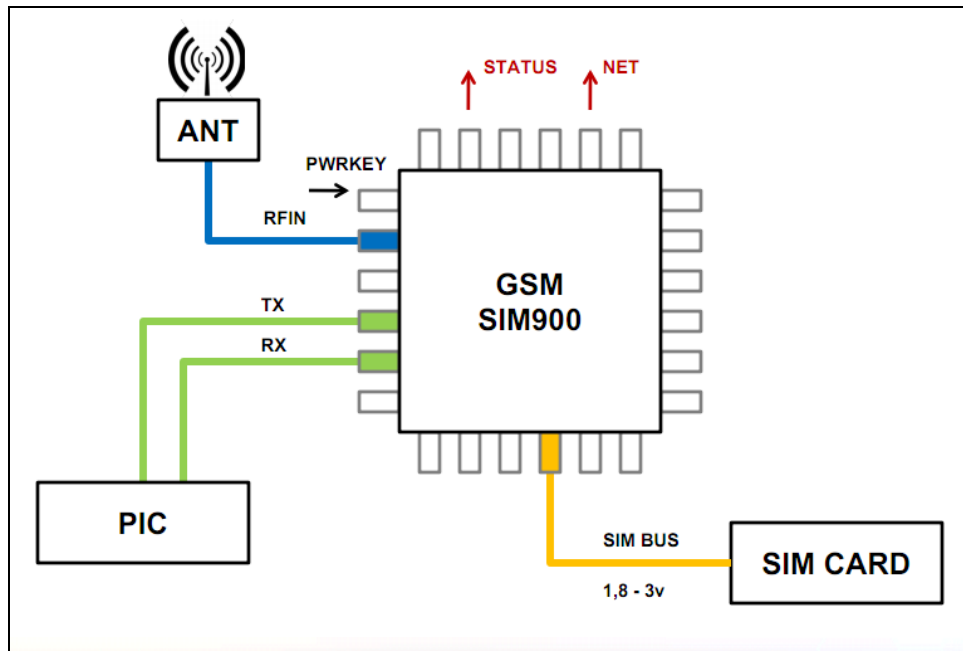 STATUS
NET
ANT
PWRKEY
RFIN
GSM
SIM900
TX
RX
PIC
SIM BUS
SIM CARD
1,8 - 3v